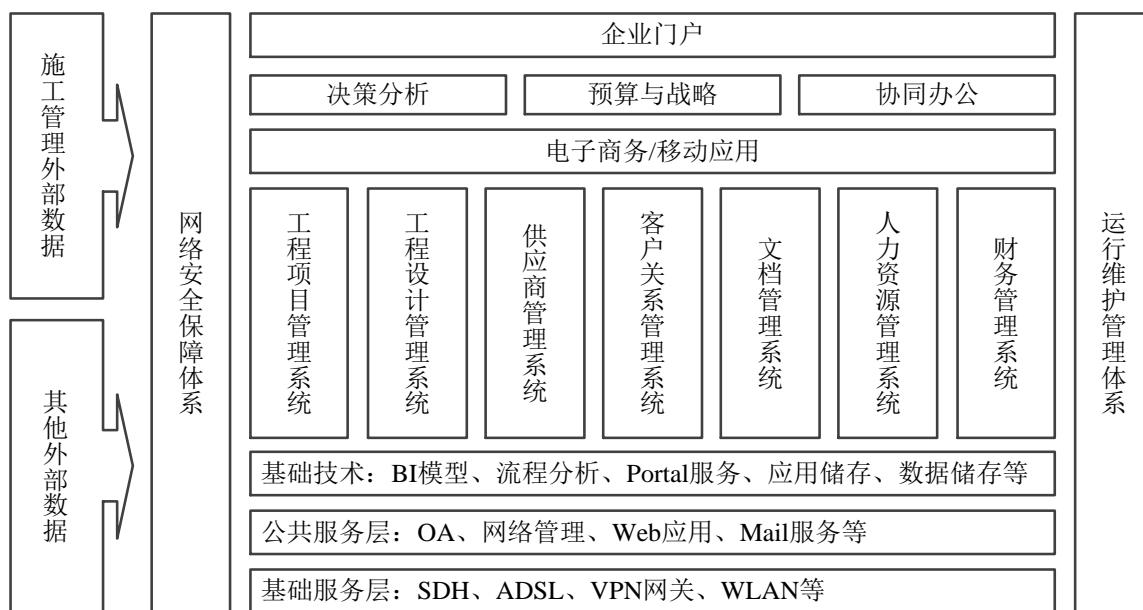 施工管理外部数据
其他外部数据
网络安全保障体系
企业门户
决策分析
预算与战略
协同办公
电子商务/移动应用
工程项目管理系统
工程设计管理系统
供应商管理系统
客户关系管理系统
文档管理系统
人力资源管理系统
财务管理系统
基础技术：BI模型、流程分析、Portal服务、应用储存、数据储存等
公共服务层：OA、网络管理、Web应用、Mail服务等
基础服务层：SDH、ADSL、VPN网关、WLAN等
运行维护管理体系